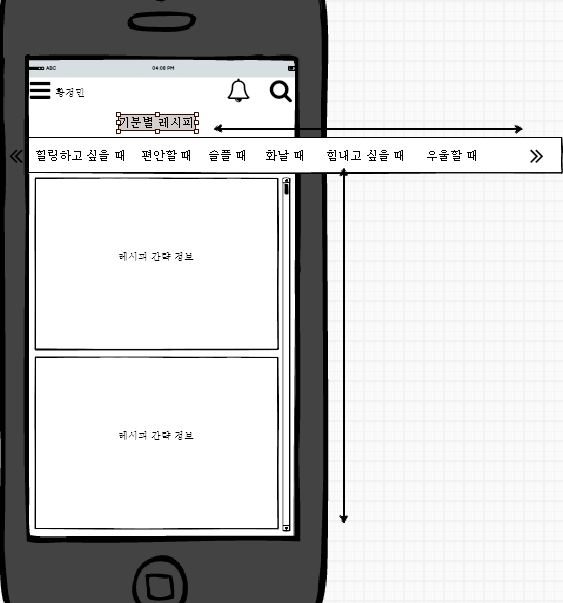 ABC 04:08 PM
황경민
기분별 레시피
힐링하고 싶을 때 편안할 때 슬플 때 화날 때 힘내고 싶을 때 우울할 때
레시피 간략 정보
레시피 간략 정보